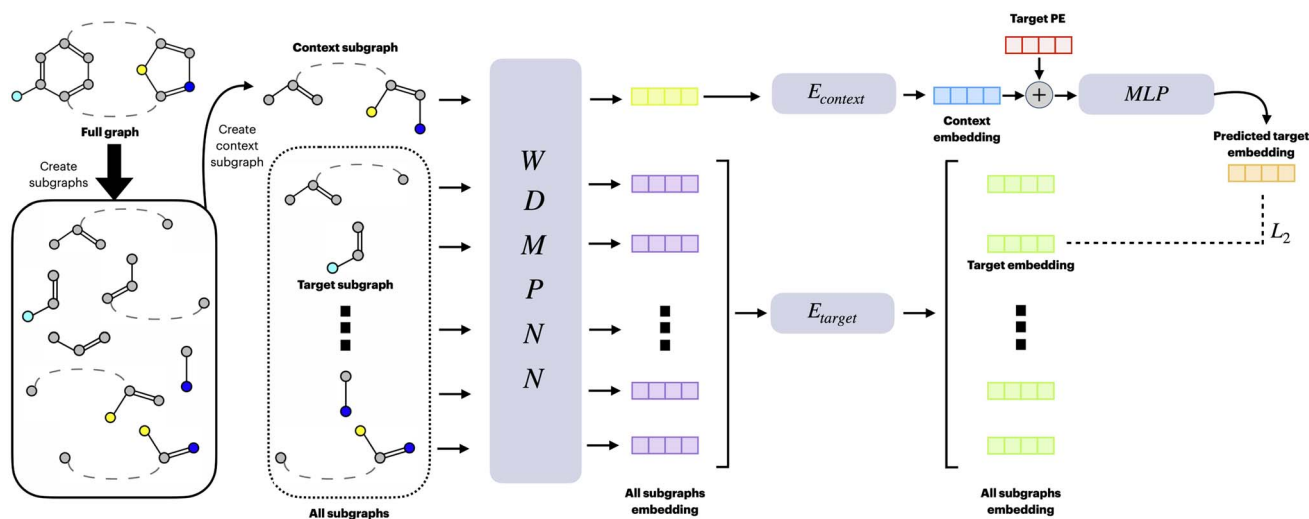 Full graph
Create
subgraphs
Create
context
subgraph
Context subgraph
Target subgraph
All subgraphs
W
D
M
P
N
N
All subgraphs
embedding
E_context
E_target
Context
embedding
Target PE
+
MLP
Predicted target
embedding
L_2
Target embedding
All subgraphs
embedding